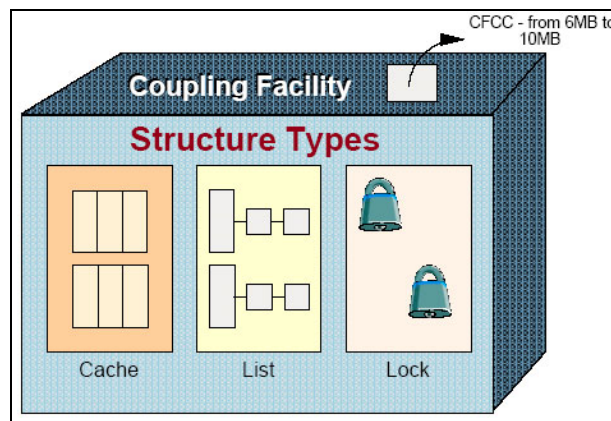 CFCC - from 6MB to
10MB
Coupling Facility
Structure Types
Cache
List
Lock